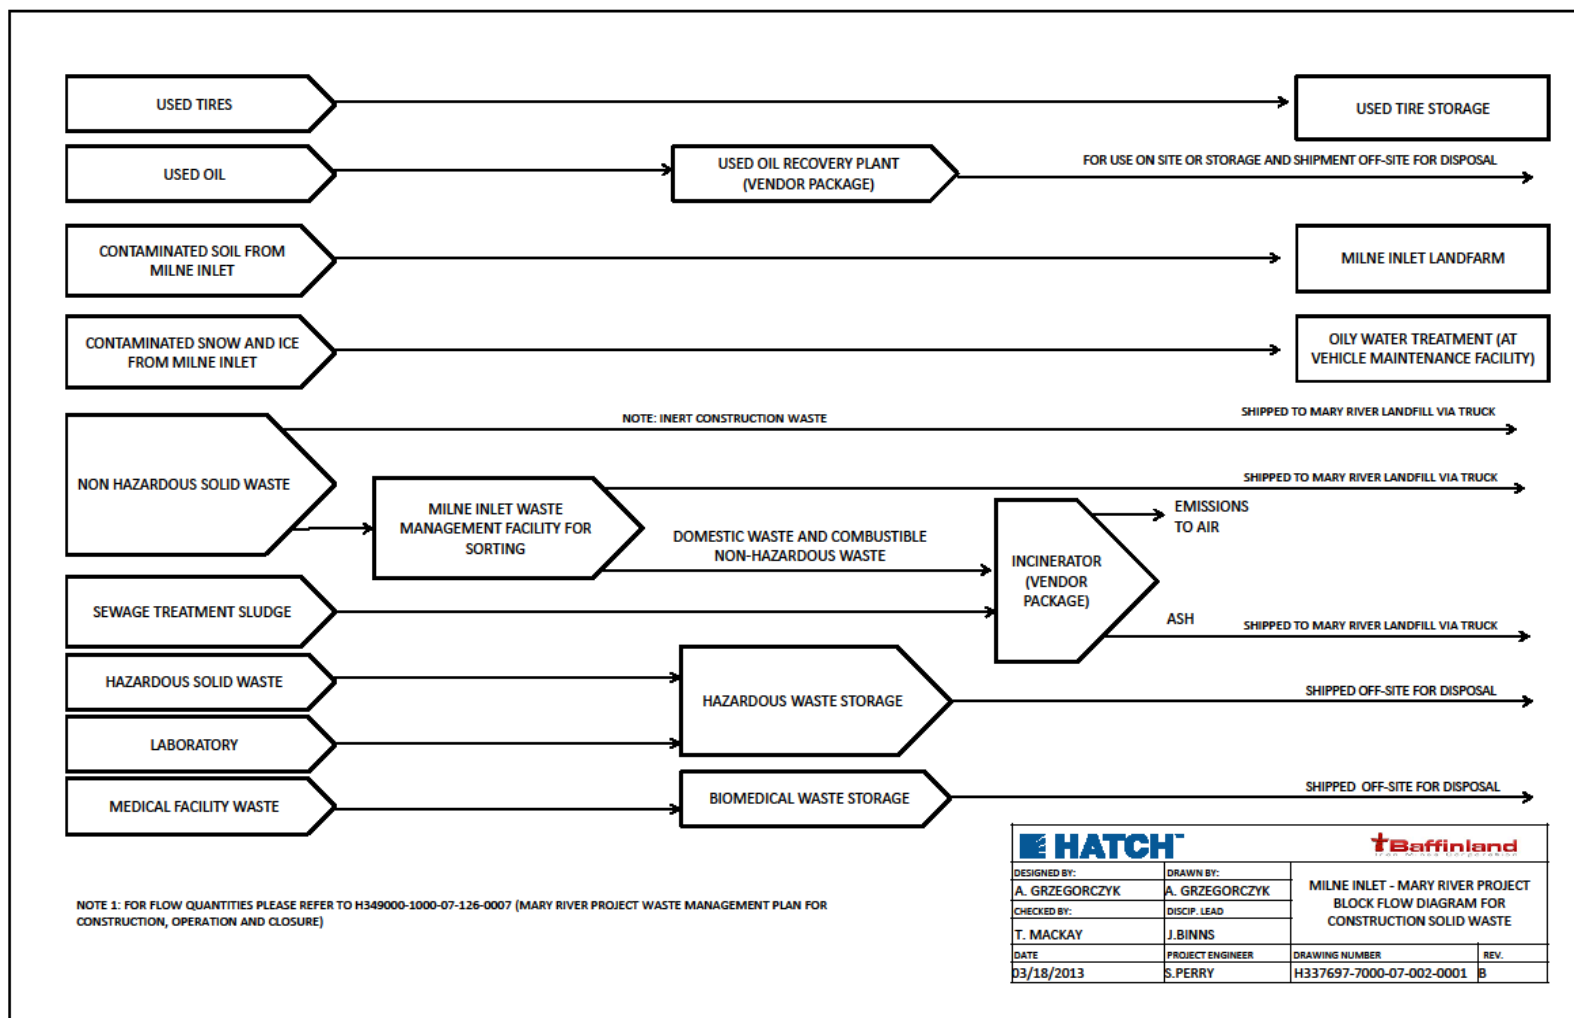 USED TIRES
USED TIRE STORAGE
USED OIL
USED OIL RECOVERY PLANT
(VENDOR PACKAGE)
FOR USE ON SITE OR STORAGE AND SHIPMENT OFF-SITE FOR DISPOSAL
CONTAMINATED SOIL FROM
MILNE INLET
MILNE INLET LANDFARM
CONTAMINATED SNOW AND ICE
FROM MILNE INLET
OILY WATER TREATMENT (AT
VEHICLE MAINTENANCE FACILITY)
NOTE: INERT CONSTRUCTION WASTE
SHIPPED TO MARY RIVER LANDFILL VIA TRUCK
NON HAZARDOUS SOLID WASTE
MILNE INLET WASTE
MANAGEMENT FACILITY FOR
SORTING
SHIPPED TO MARY RIVER LANDFILL VIA TRUCK
DOMESTIC WASTE AND COMBUSTIBLE
NON-HAZARDOUS WASTE
INCINERATOR
(VENDOR
PACKAGE)
EMISSIONS
TO AIR
SEWAGE TREATMENT SLUDGE
ASH
SHIPPED TO MARY RIVER LANDFILL VIA TRUCK
HAZARDOUS SOLID WASTE
HAZARDOUS WASTE STORAGE
SHIPPED OFF-SITE FOR DISPOSAL
LABORATORY
MEDICAL FACILITY WASTE
BIOMEDICAL WASTE STORAGE
SHIPPED OFF-SITE FOR DISPOSAL
HATCH™
Baffinland
Iron Mines Corporation
DESIGNED BY:
A. GRZEGORCZYK
DRAWN BY:
A. GRZEGORCZYK
CHECKED BY:
T. MACKAY
DISCIP. LEAD
J.BINNS
MILNE INLET - MARY RIVER PROJECT
BLOCK FLOW DIAGRAM FOR
CONSTRUCTION SOLID WASTE
DATE
03/18/2013
PROJECT ENGINEER
S.PERRY
DRAWING NUMBER
H337697-7000-07-002-0001
REV.
B
NOTE 1: FOR FLOW QUANTITIES PLEASE REFER TO H349000-1000-07-126-0007 (MARY RIVER PROJECT WASTE MANAGEMENT PLAN FOR
CONSTRUCTION, OPERATION AND CLOSURE)